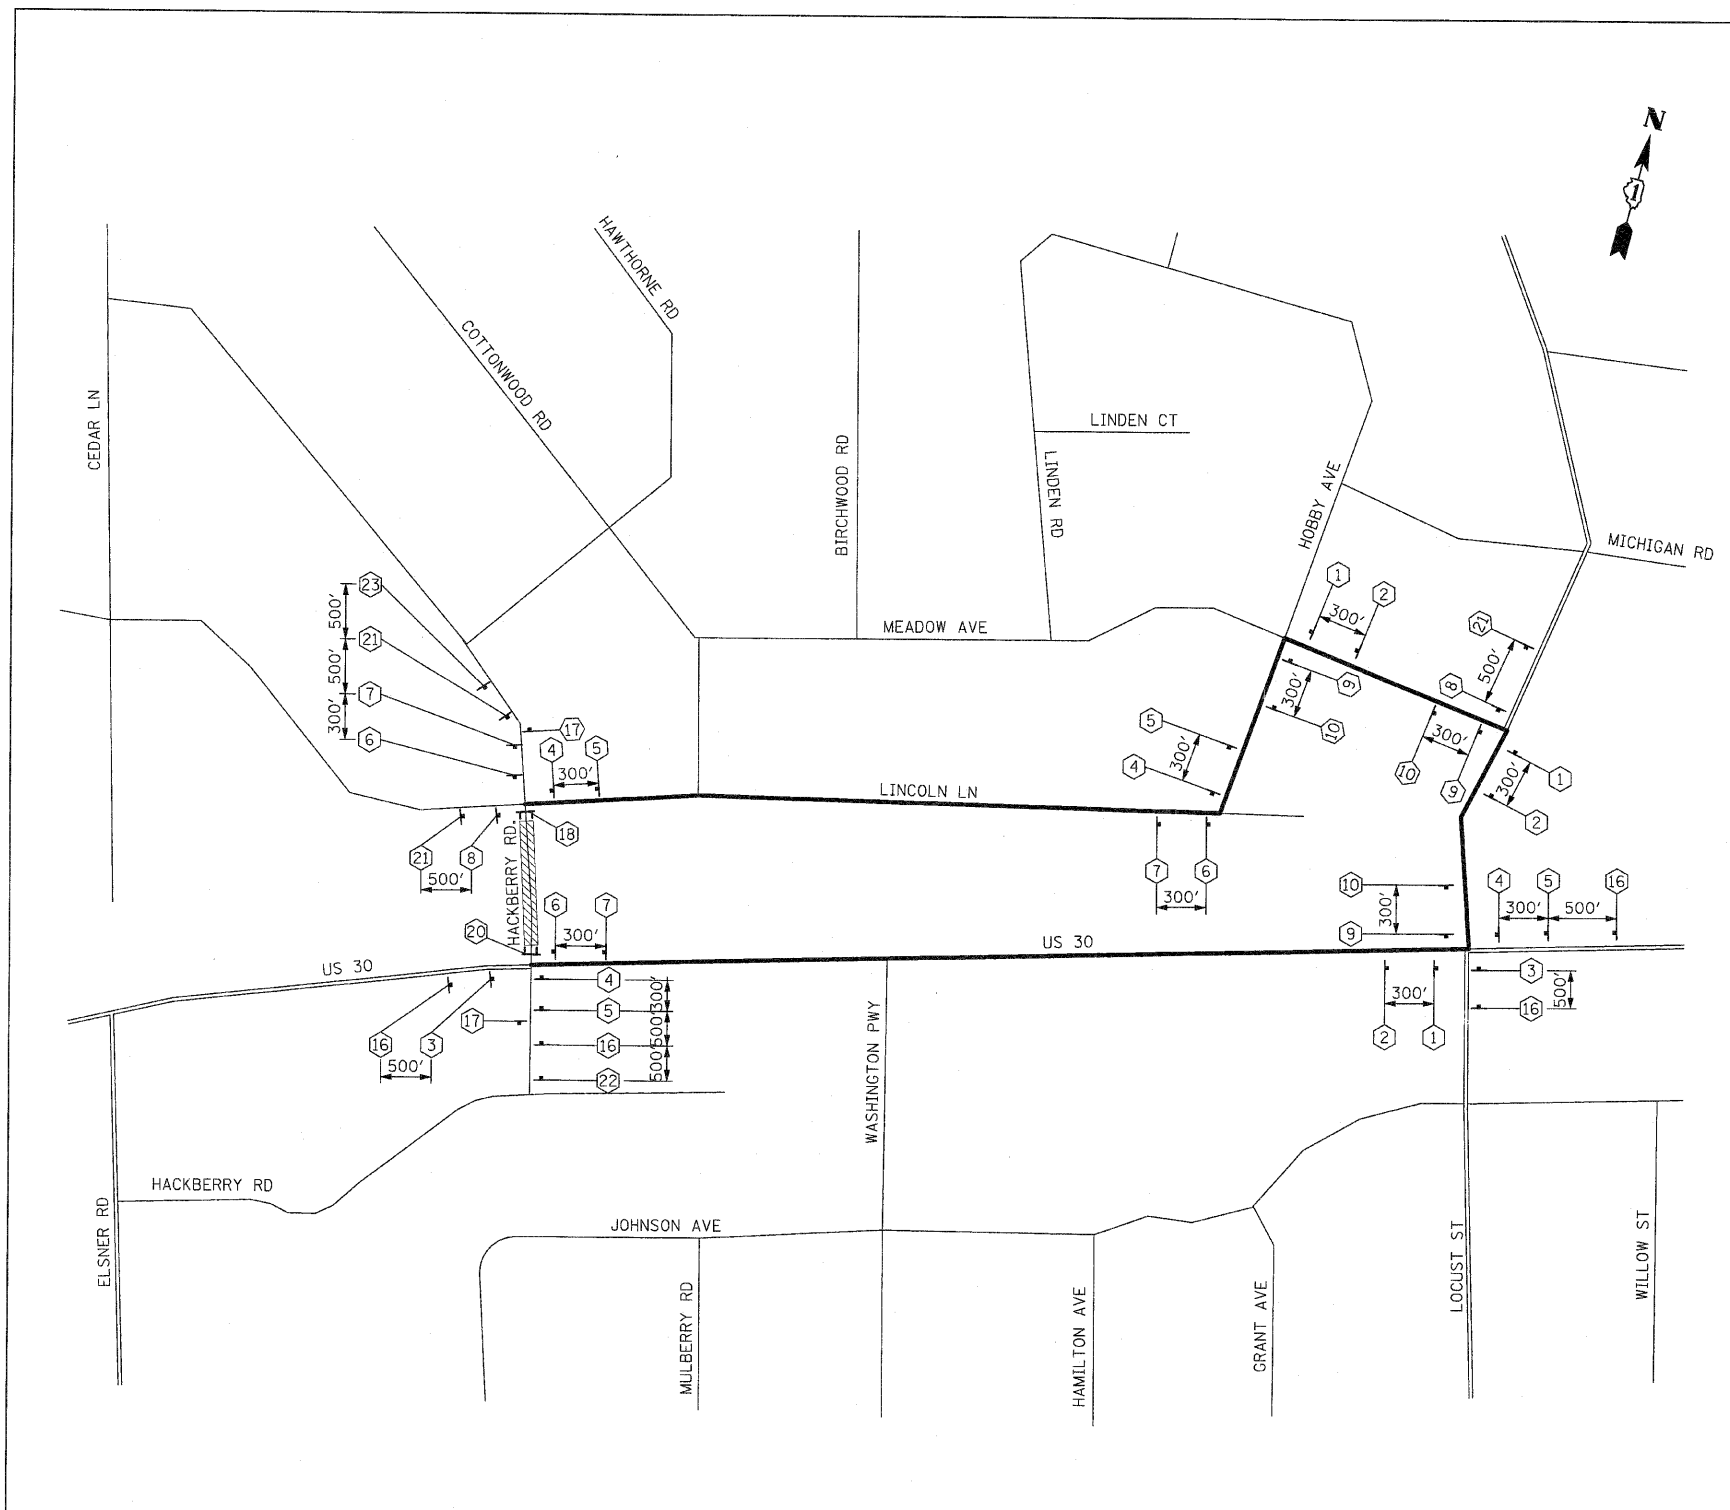 N
1
HAWTHORNE RD
COTTONWOOD RD
CEDAR LN
BIRCHWOOD RD
LINDEN CT
LINDEN RD
HOBBY AVE
MICHIGAN RD
MEADOW AVE
23
500'
21
500'
7
300'
6
17
4
5
300'
1
2
300'
21
500'
8
9
300'
10
5
300'
4
10
300'
9
1
300'
2
LINCOLN LN
18
HACKBERRY RD.
21
8
500'
6
7
300'
20
7
6
300'
10
300'
9
4
5
16
300'
500'
US 30
US 30
4
300'
5
500'
16
500'
22
17
16
3
500'
2
1
300'
3
500'
16
WASHINGTON PWY
HACKBERRY RD
ELSNER RD
JOHNSON AVE
MULBERRY RD
HAMILTON AVE
GRANT AVE
LOCUST ST
WILLOW ST